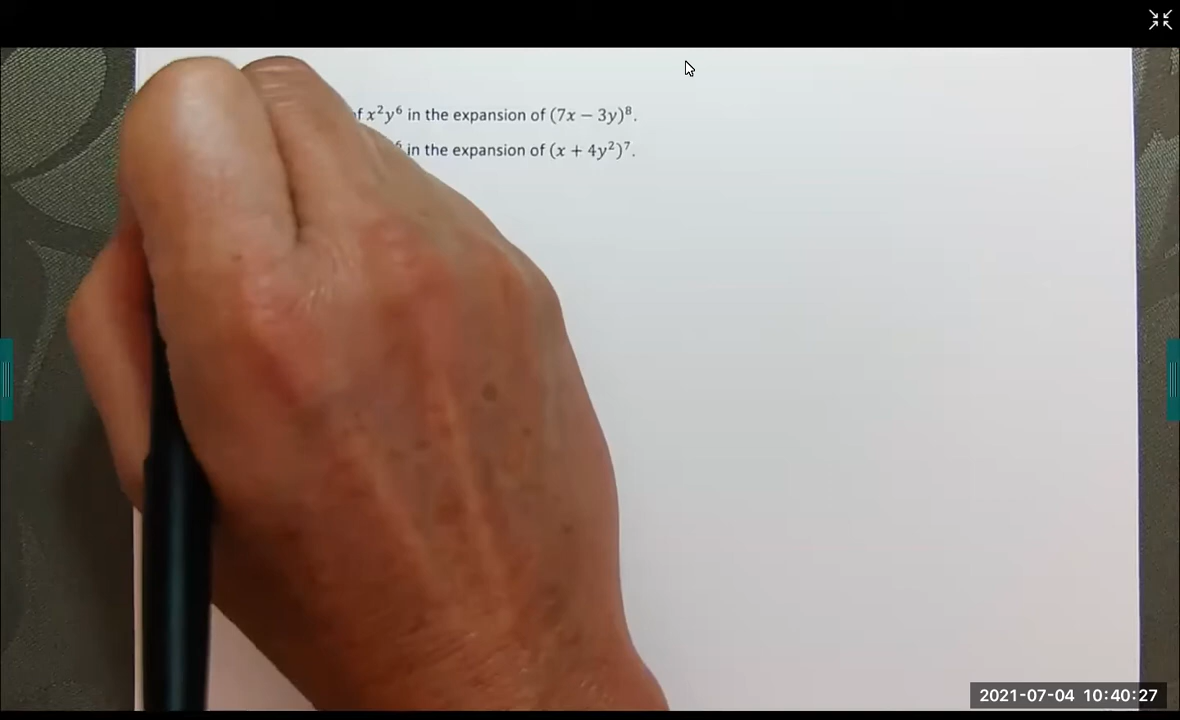 f x²y⁶ in the expansion of (7x − 3y)⁸.
⁶ in the expansion of (x + 4y²)⁷.
2021-07-04 10:40:27